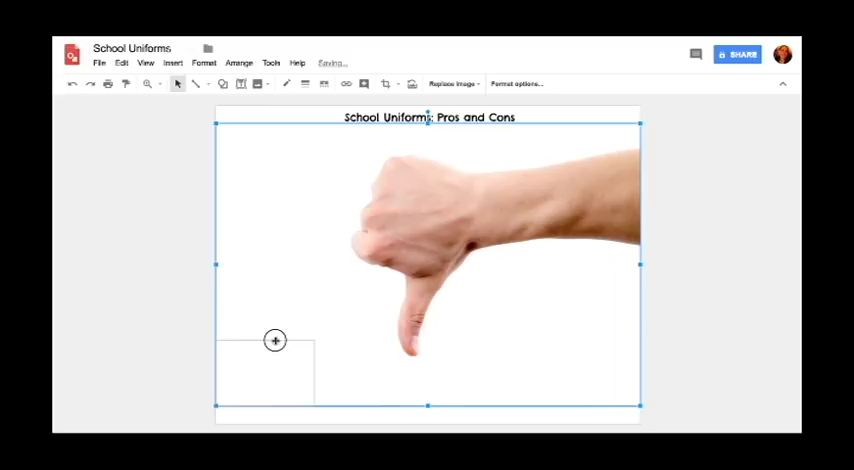 School Uniforms
File Edit View Insert Format Arrange Tools Help Saving...
SHARE
Replace image Format options...
School Uniforms: Pros and Cons